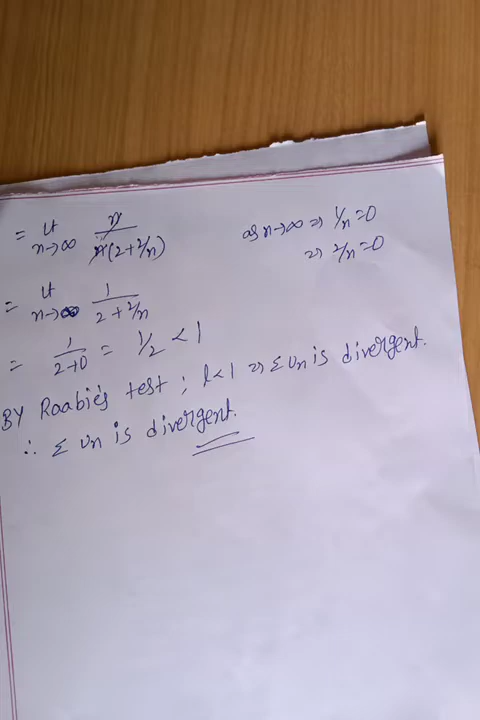 = lt n→∞ n/n(2+2/n) as n→∞ ⇒ 1/n=0
⇒ 2/n=0
= lt n→∞ 1/2+2/n
= 1/2+0 = 1/2 < 1
BY Raabie's test ; l<1 ⇒ Σun is divergent.
∴ Σ un is divergent.